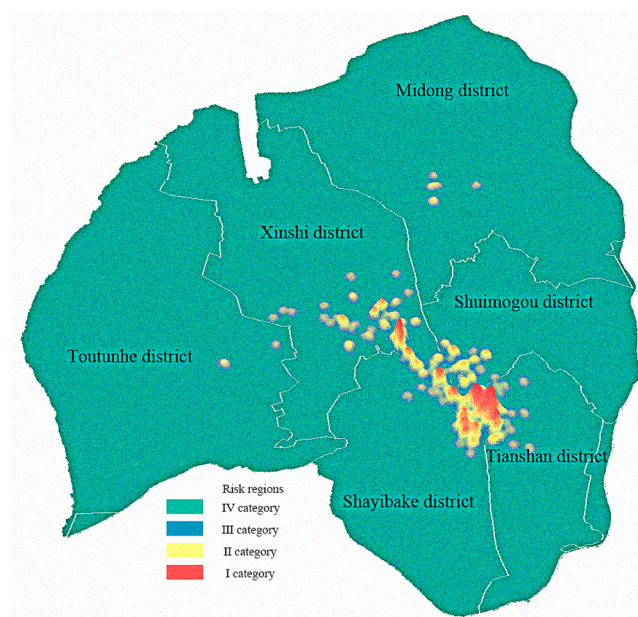 Midong district
Xinshi district
Shuimogou district
Toutunhe district
Tianshan district
Shayibake district
Risk regions
IV category
III category
II category
I category